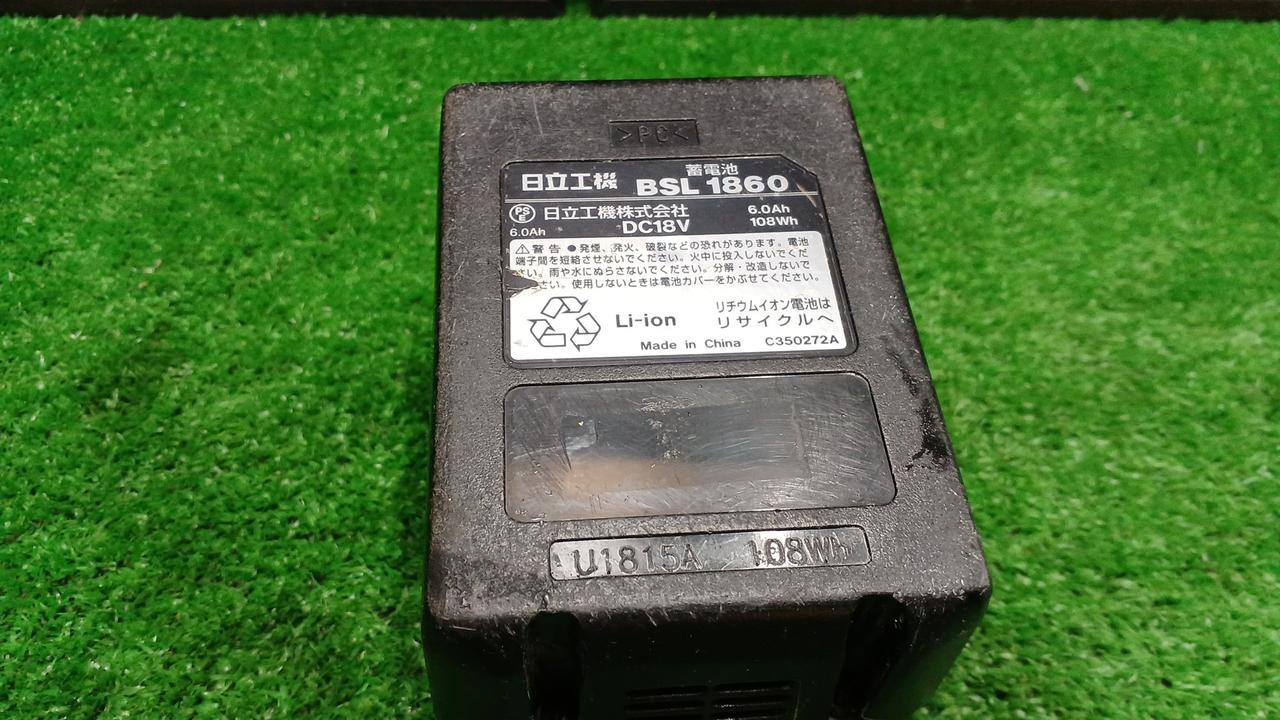 >PC<
日立工機 蓄電池 BSL 1860
PSE 日立工機株式会社 6.0Ah
6.0Ah DC18V 108Wh
警告 ●発煙、発火、破裂などの恐れがあります。電池
端子間を短絡させないでください。火中に投入しないでくだ
さい。雨や水にぬらさないでください。分解・改造しないで
さい。使用しないときは電池カバーをかぶせてください。
Li-ion リチウムイオン電池は
リサイクルへ
Made in China C350272A
U1815A 108Wh